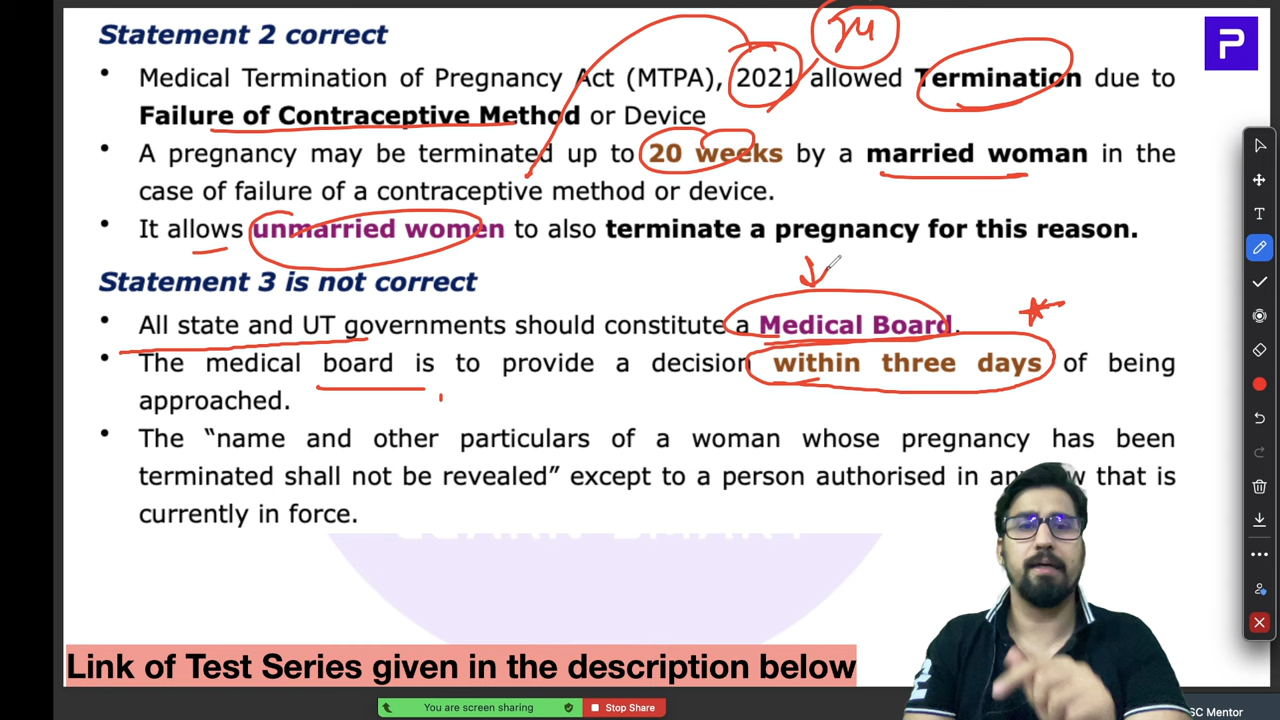 Statement 2 correct
24
P
• Medical Termination of Pregnancy Act (MTPA), 2021 allowed Termination due to
Failure of Contraceptive Method or Device
• A pregnancy may be terminated up to 20 weeks by a married woman in the
case of failure of a contraceptive method or device.
• It allows unmarried women to also terminate a pregnancy for this reason.
Statement 3 is not correct
• All state and UT governments should constitute a Medical Board.
• The medical board is to provide a decision within three days of being
approached.
• The “name and other particulars of a woman whose pregnancy has been
terminated shall not be revealed” except to a person authorised in any that is
currently in force.
LEARN SMART
Link of Test Series given in the description below
You are screen sharing
Stop Share
SC Mentor